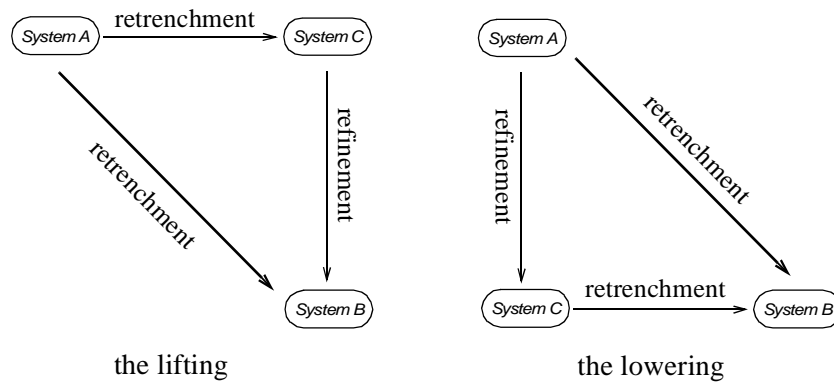 retrenchment
System A
System C
retrenchment
refinement
System B
the lifting
System A
refinement
retrenchment
System C
retrenchment
System B
the lowering